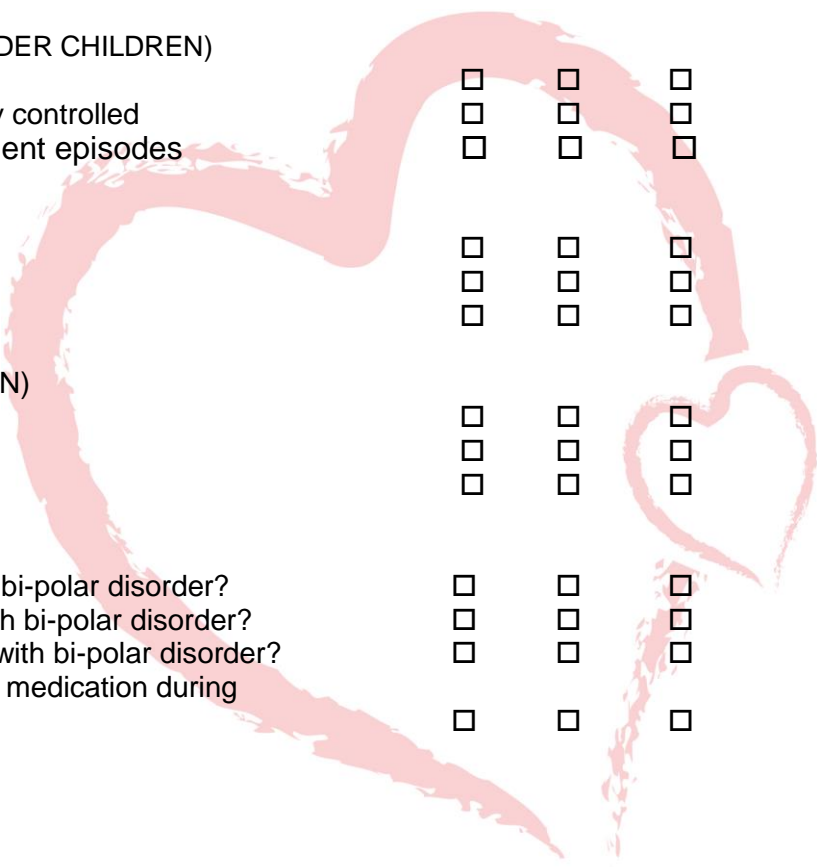 DER CHILDREN)
☐ ☐ ☐
controlled ☐ ☐ ☐
ent episodes ☐ ☐ ☐
☐ ☐ ☐
☐ ☐ ☐
☐ ☐ ☐
N)
☐ ☐ ☐
☐ ☐ ☐
☐ ☐ ☐
bi-polar disorder? ☐ ☐ ☐
h bi-polar disorder? ☐ ☐ ☐
with bi-polar disorder? ☐ ☐ ☐
medication during
☐ ☐ ☐